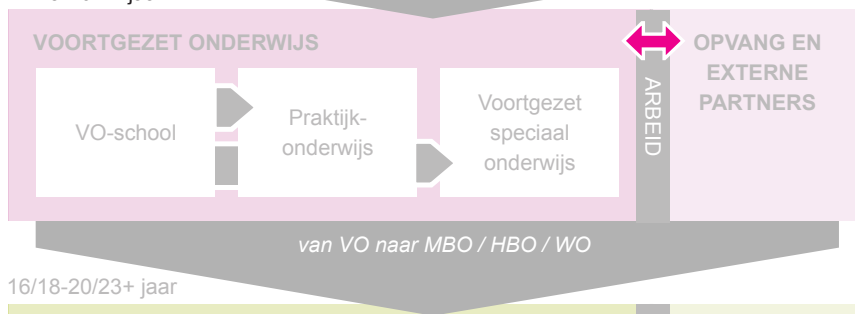 VOORTGEZET ONDERWIJS
OPVANG EN
EXTERNE
PARTNERS
ARBEID
VO-school
Praktijk-
onderwijs
Voortgezet
speciaal
onderwijs
van VO naar MBO / HBO / WO
16/18-20/23+ jaar